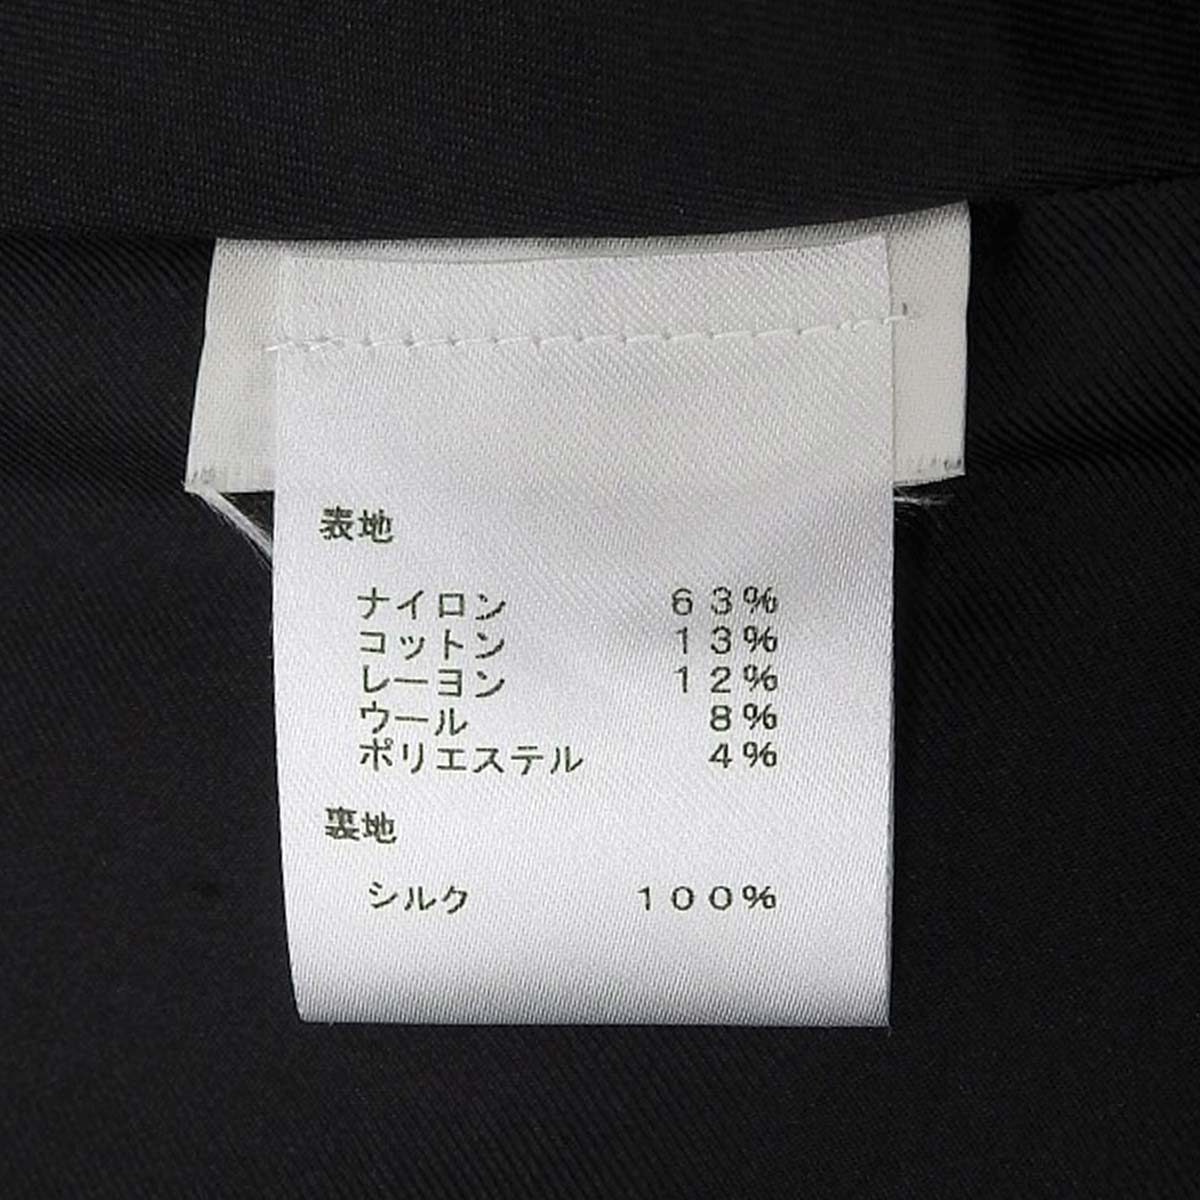 表地
ナイロン 63%
コットン 13%
レーヨン 12%
ウール 8%
ポリエステル 4%
裏地
シルク 100%